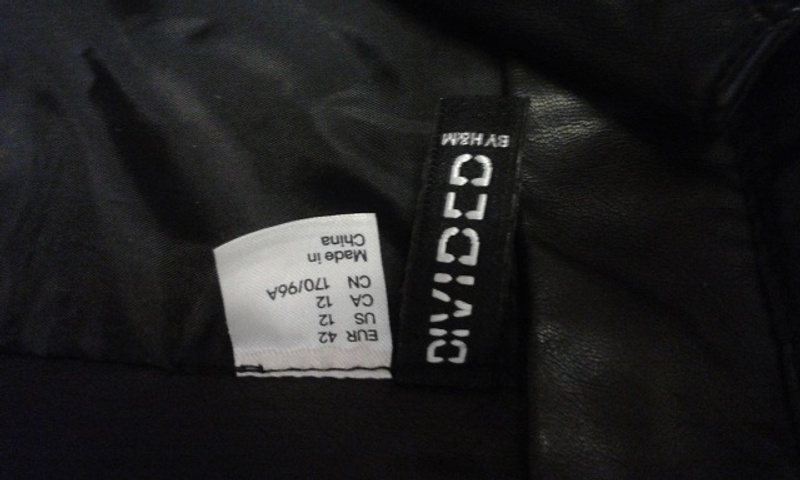 EUR 42
US 12
CA 12
CN 170/96A
Made in
China
DIVIDED
BY H&M